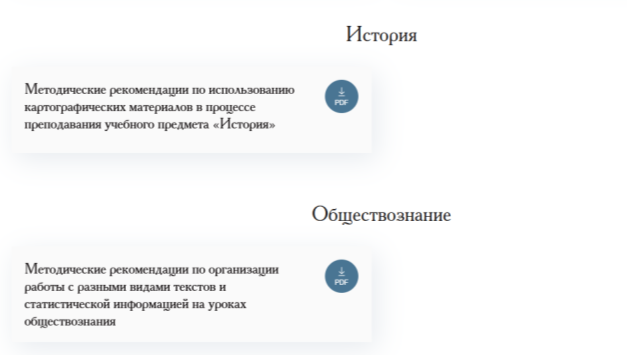 История
Методические рекомендации по использованию
картографических материалов в процессе
преподавания учебного предмета «История»
PDF
Обществознание
Методические рекомендации по организации
работы с разными видами текстов и
статистической информацией на уроках
обществознания
PDF